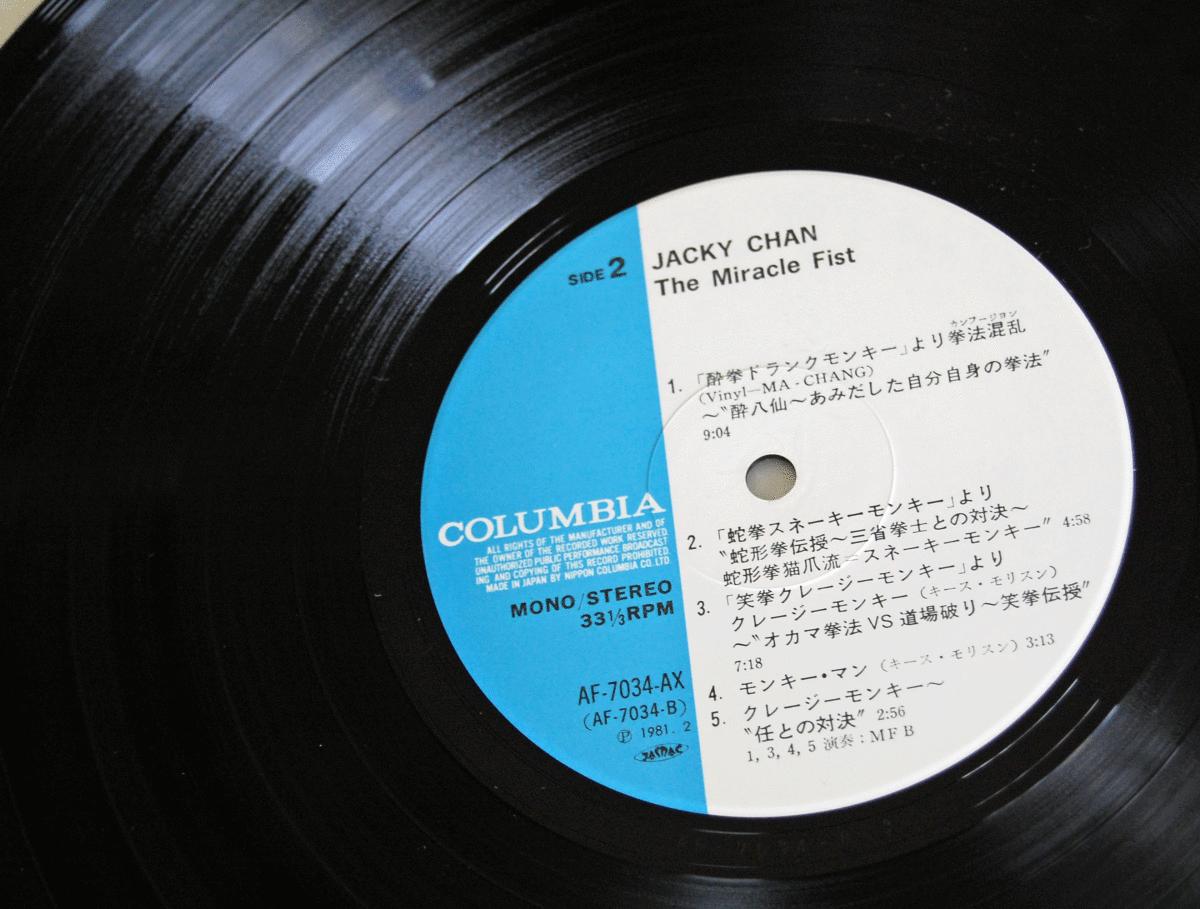 SIDE 2
JACKY CHAN
The Miracle Fist
カンフージョン
1. 「酔拳ドランクモンキー」より拳法混乱
(Vinyl－MA・CHANG)
〜〝酔八仙〜あみだした自分自身の拳法〞
9:04
2. 「蛇拳スネーキーモンキー」より
〝蛇形拳伝授〜三省拳士との対決〜
蛇形拳猫爪流＝スネーキーモンキー〞 4:58
3. 「笑拳クレージーモンキー」より
クレージーモンキー (キース・モリスン)
〜〝オカマ拳法VS道場破り〜笑拳伝授〞
7:18
4. モンキー・マン (キース・モリスン) 3:13
5. クレージーモンキー〜
〝任との対決〞 2:56
1, 3, 4, 5 演奏：MFB
COLUMBIA
ALL RIGHTS OF THE MANUFACTURER AND OF
THE OWNER OF THE RECORDED WORK RESERVED.
UNAUTHORIZED PUBLIC PERFORMANCE BROADCAST
ING AND COPYING OF THIS RECORD PROHIBITED.
MADE IN JAPAN BY NIPPON COLUMBIA CO. LTD.
MONO/STEREO
33⅓RPM
AF-7034-AX
(AF-7034-B)
Ⓟ 1981. 2
JASRAC